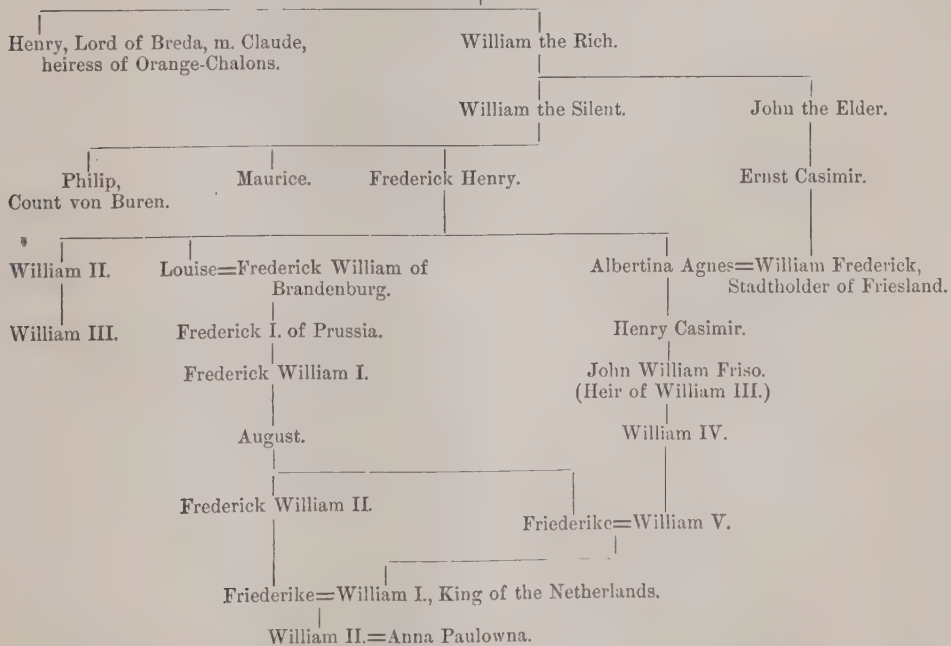 Henry, Lord of Breda, m. Claude,
heiress of Orange-Chalons.
William the Rich.
William the Silent.
John the Elder.
Philip,
Count von Buren.
Maurice.
Frederick Henry.
Ernst Casimir.
William II.
Louise=Frederick William of
Brandenburg.
Albertina Agnes=William Frederick,
Stadtholder of Friesland.
William III.
Frederick I. of Prussia.
Henry Casimir.
Frederick William I.
John William Friso.
(Heir of William III.)
August.
William IV.
Frederick William II.
Friederike=William V.
Friederike=William I., King of the Netherlands.
William II.=Anna Paulowna.